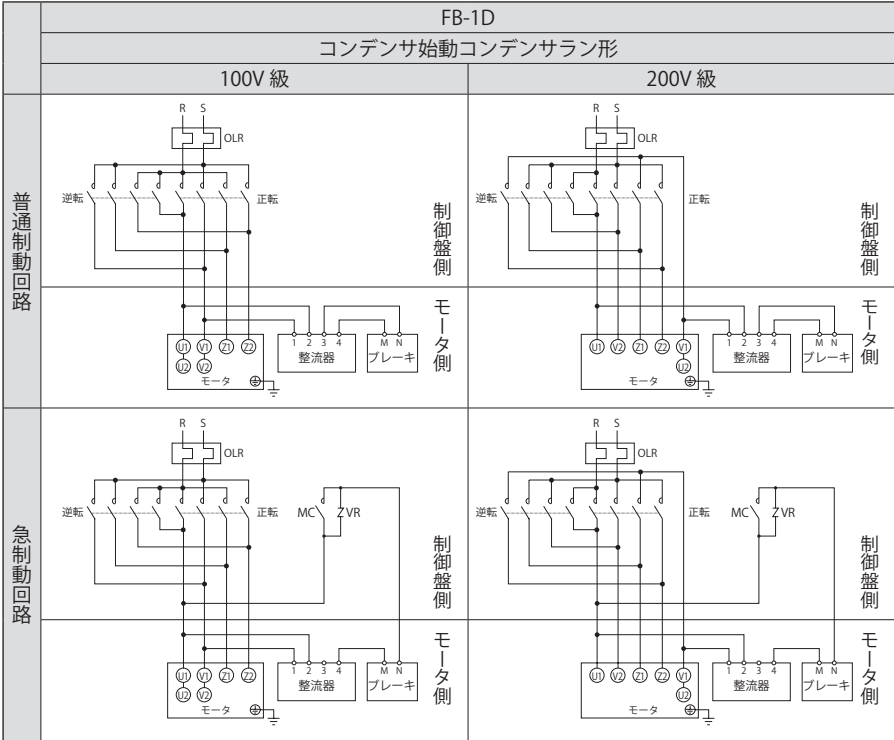 FB-1D
コンデンサ始動コンデンサラン形
100V 級
200V 級
普通制動回路
R S
OLR
逆転
正転
制御盤側
モータ側
U1 V1 Z1 Z2
U2 V2
モータ
1 2 3 4
整流器
M N
ブレーキ
R S
OLR
逆転
正転
制御盤側
モータ側
U1 V2 Z1 Z2 V1
U2
モータ
1 2 3 4
整流器
M N
ブレーキ
急制動回路
R S
OLR
逆転
正転
MC
VR
制御盤側
モータ側
U1 V1 Z1 Z2
U2 V2
モータ
1 2 3 4
整流器
M N
ブレーキ
R S
OLR
逆転
正転
MC
VR
制御盤側
モータ側
U1 V2 Z1 Z2 V1
U2
モータ
1 2 3 4
整流器
M N
ブレーキ